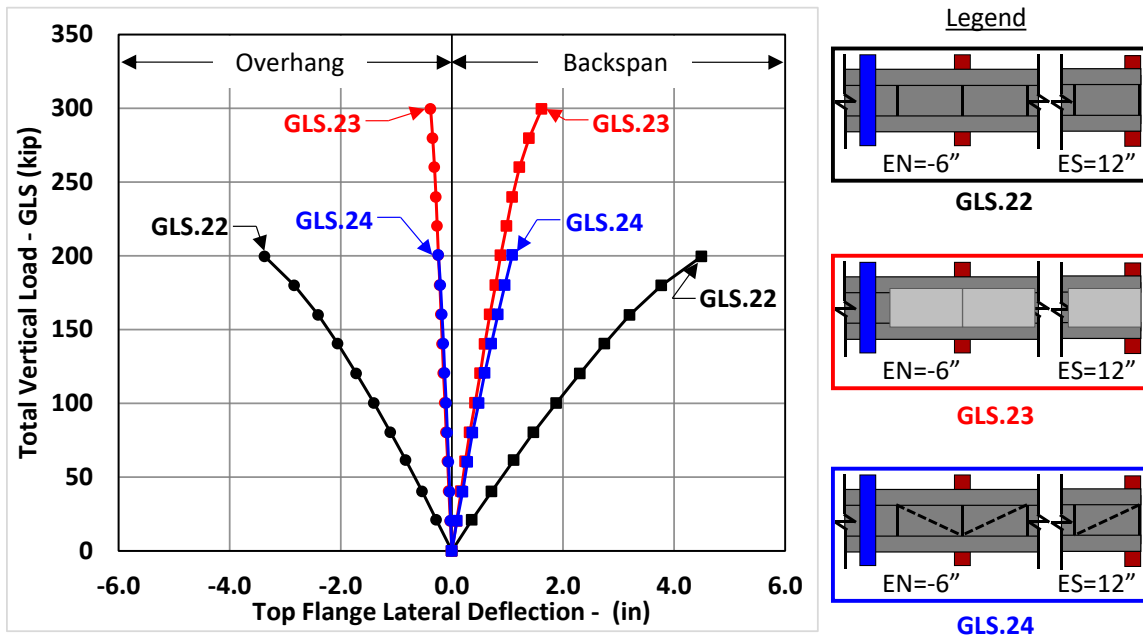 Total Vertical Load - GLS (kip)
350
300
250
200
150
100
50
0
Overhang
Backspan
GLS.23
GLS.23
GLS.24
GLS.24
GLS.22
GLS.22
-6.0 -4.0 -2.0 0.0 2.0 4.0 6.0
Top Flange Lateral Deflection - (in)
Legend
EN=-6” ES=12”
GLS.22
EN=-6” ES=12”
GLS.23
EN=-6” ES=12”
GLS.24